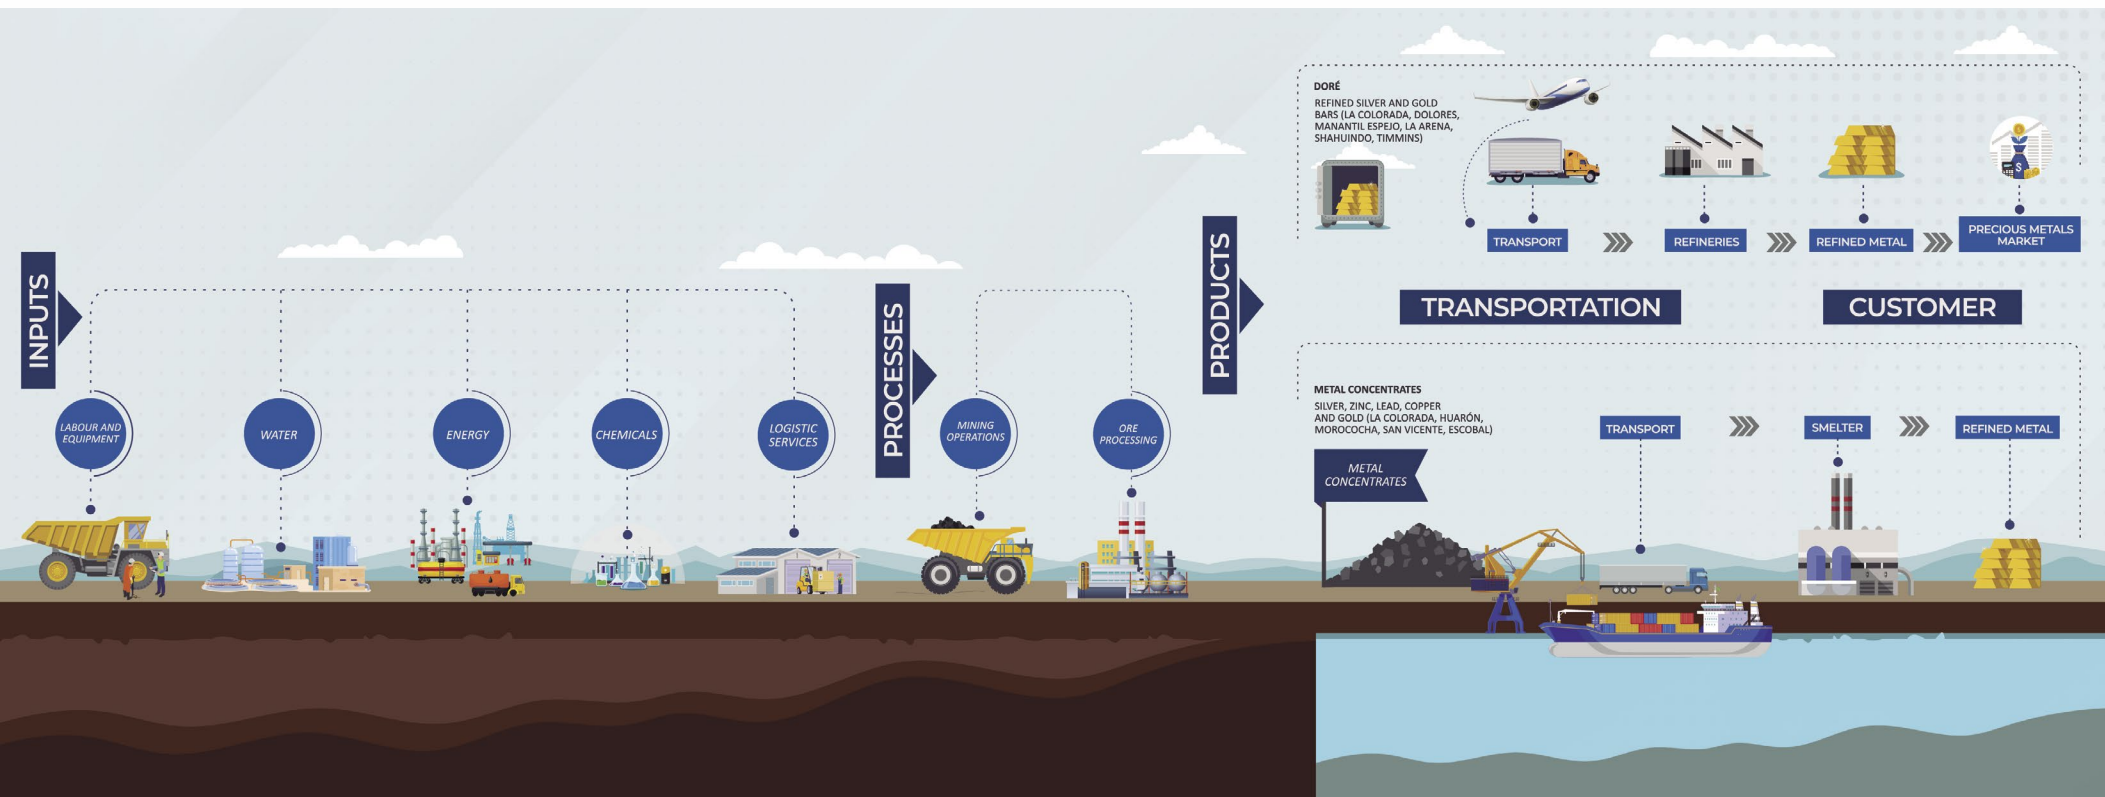 INPUTS
LABOUR AND
EQUIPMENT
WATER
ENERGY
CHEMICALS
LOGISTIC
SERVICES
PROCESSES
MINING
OPERATIONS
ORE
PROCESSING
PRODUCTS
DORÉ
REFINED SILVER AND GOLD
BARS (LA COLORADA, DOLORES,
MANANTIL ESPEJO, LA ARENA,
SHAHUINDO, TIMMINS)
TRANSPORT
REFINERIES
REFINED METAL
PRECIOUS METALS
MARKET
TRANSPORTATION
CUSTOMER
METAL CONCENTRATES
SILVER, ZINC, LEAD, COPPER
AND GOLD (LA COLORADA, HUARÓN,
MOROCOCHA, SAN VICENTE, ESCOBAL)
METAL
CONCENTRATES
TRANSPORT
SMELTER
REFINED METAL